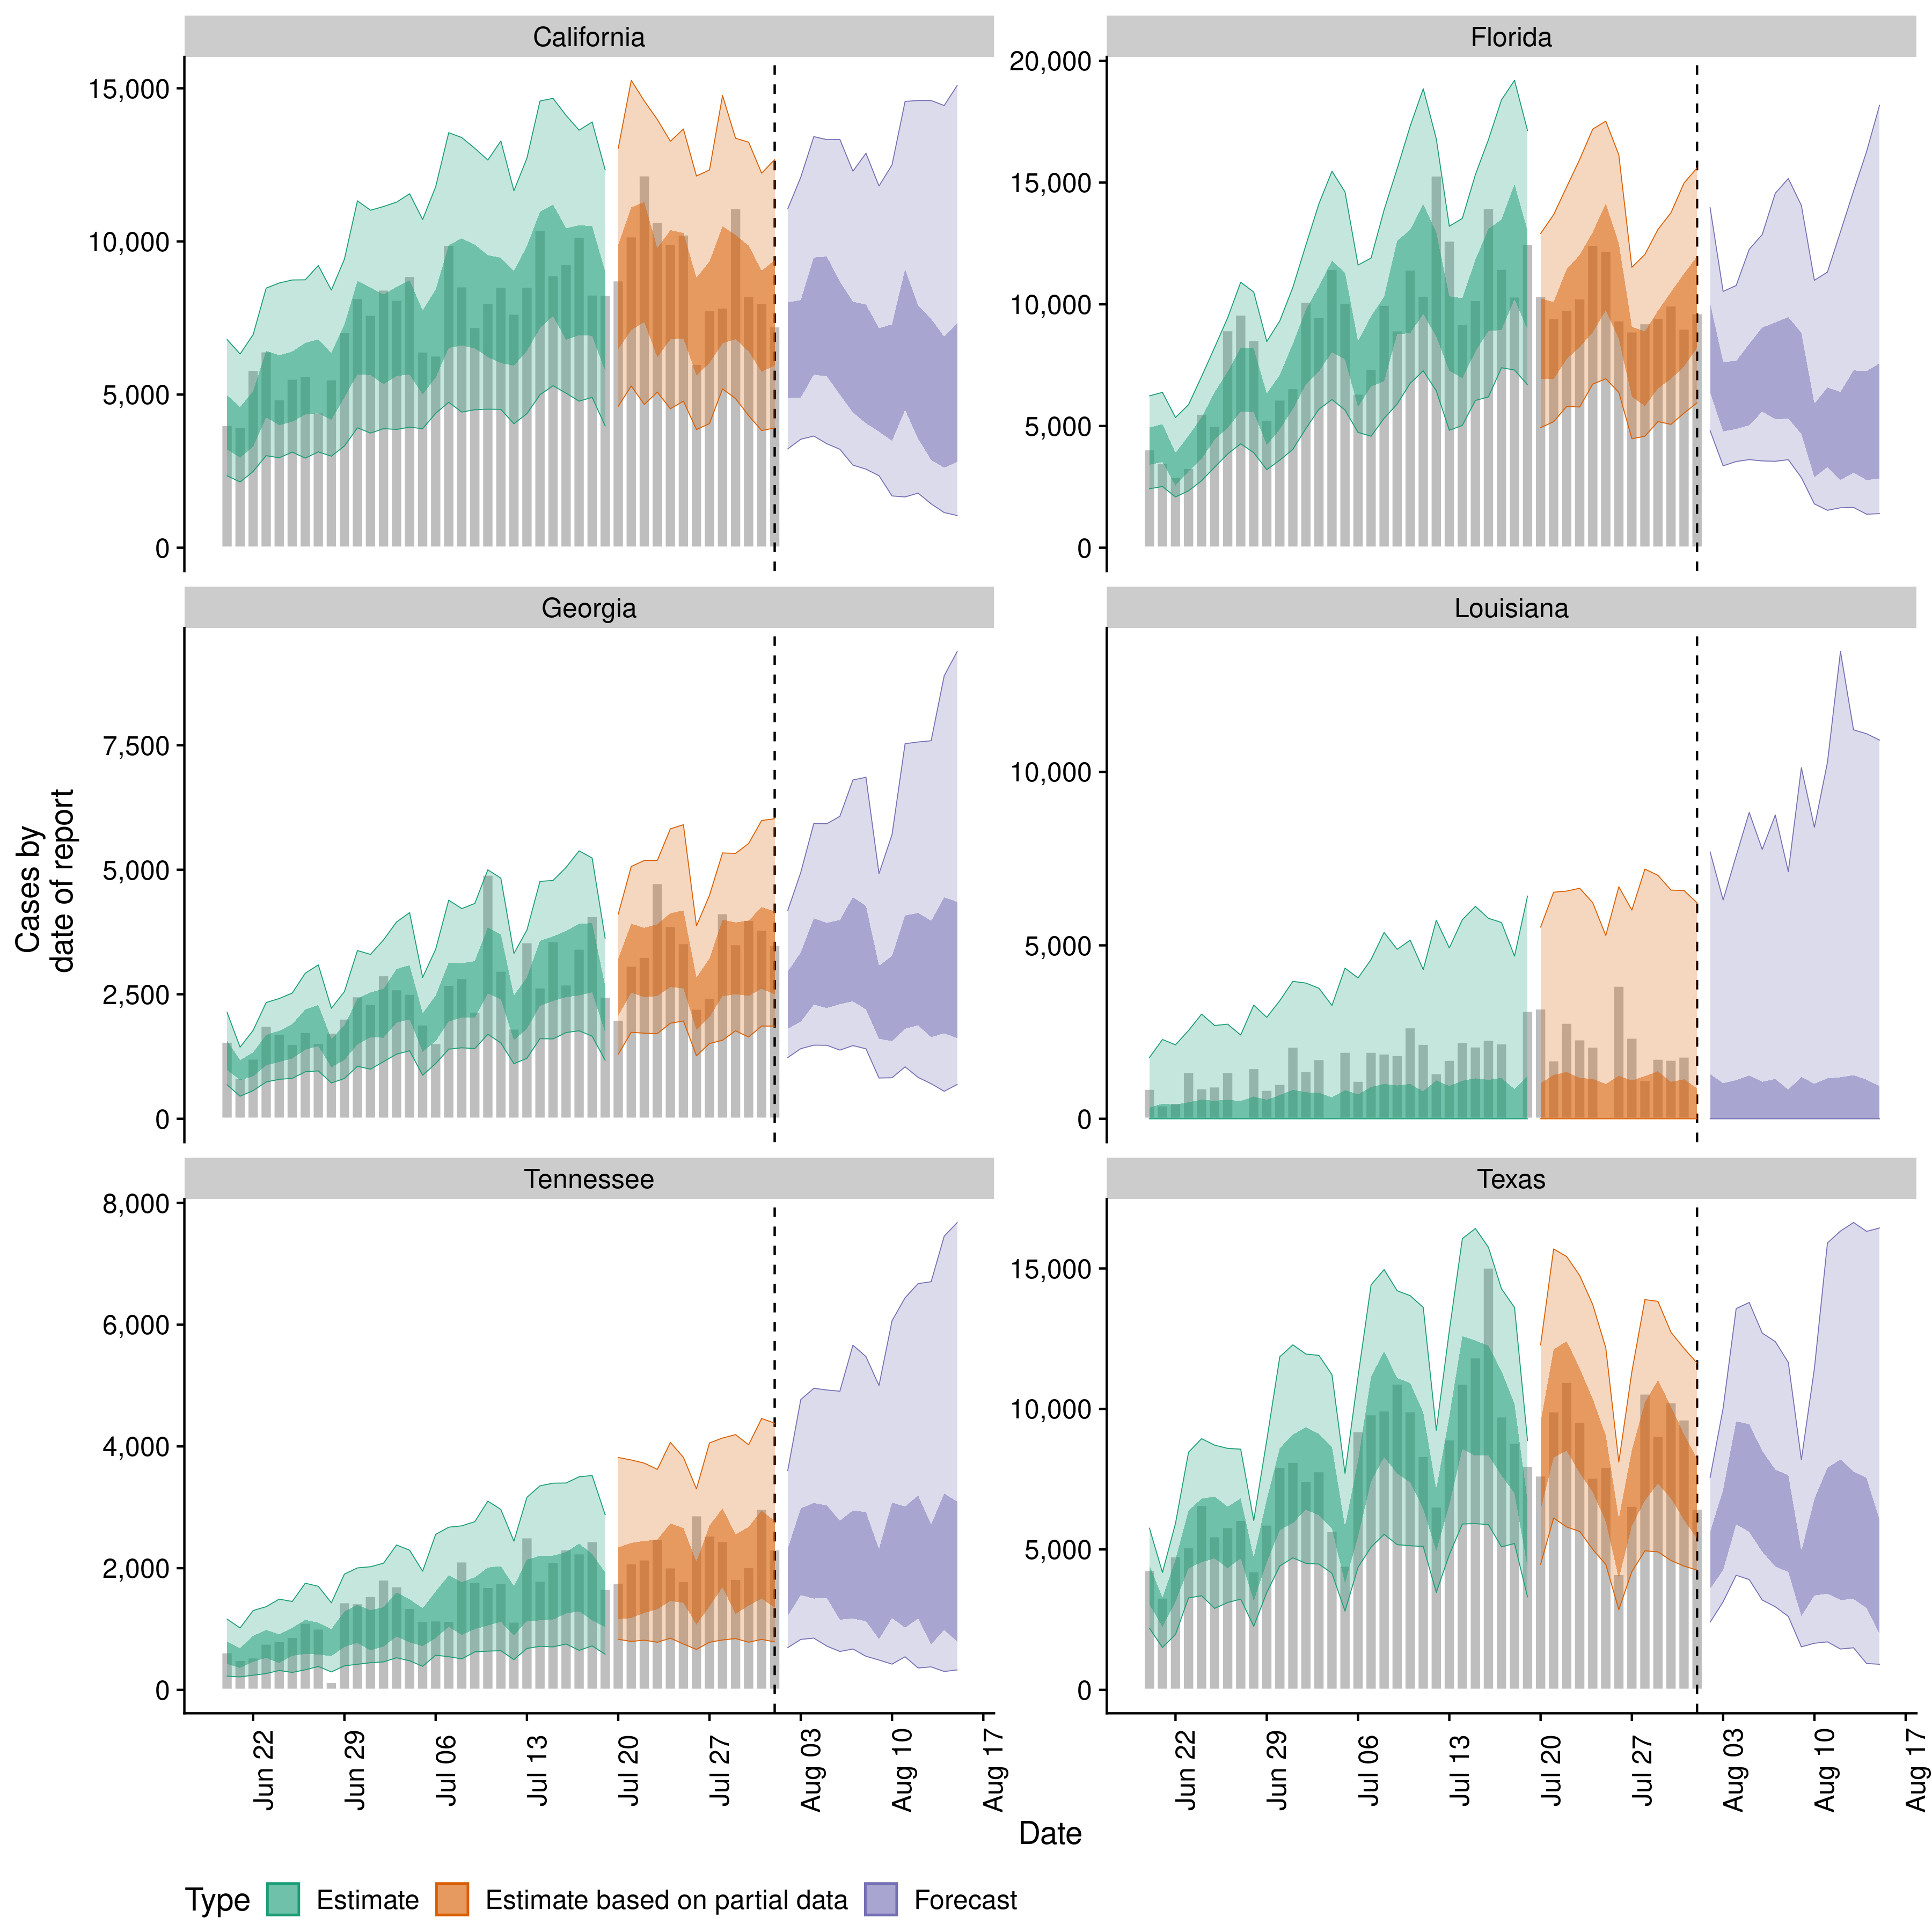 California
Florida
15,000
10,000
5,000
0
20,000
15,000
10,000
5,000
0
Georgia
Louisiana
7,500
5,000
2,500
0
10,000
5,000
0
Cases by
date of report
Tennessee
Texas
8,000
6,000
4,000
2,000
0
15,000
10,000
5,000
0
Jun 22
Jun 29
Jul 06
Jul 13
Jul 20
Jul 27
Aug 03
Aug 10
Aug 17
Jun 22
Jun 29
Jul 06
Jul 13
Jul 20
Jul 27
Aug 03
Aug 10
Aug 17
Date
Type Estimate Estimate based on partial data Forecast